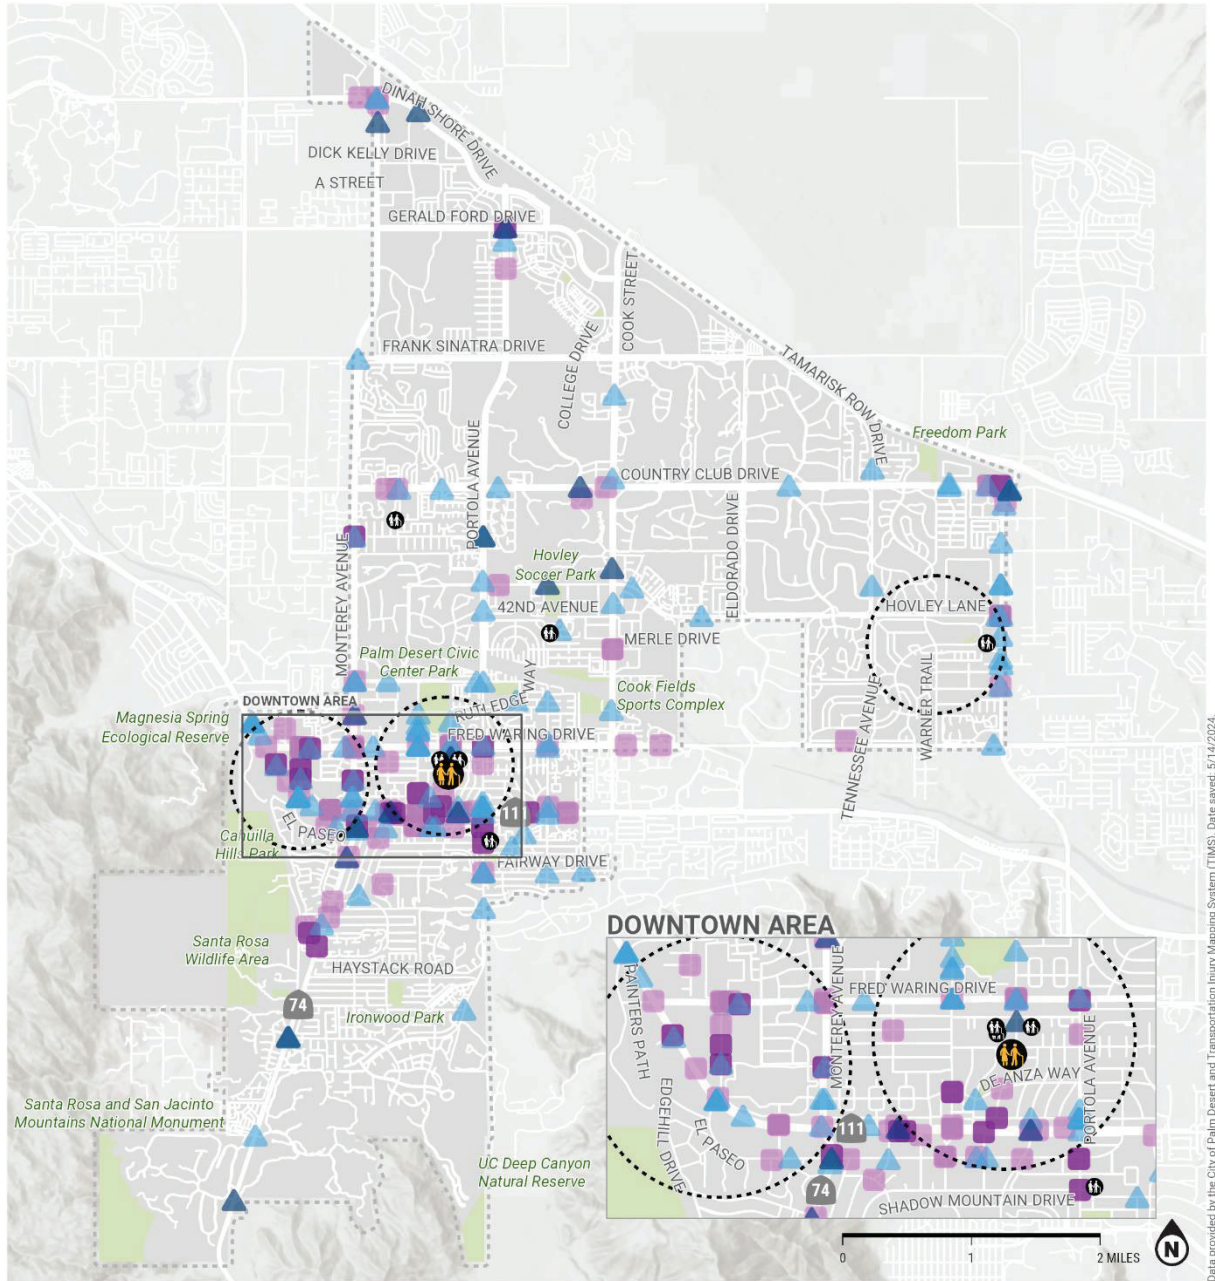 DINAH SHORE DRIVE
DICK KELLY DRIVE
A STREET
GERALD FORD DRIVE
COOK STREET
COLLEGE DRIVE
FRANK SINATRA DRIVE
TAMARISK ROW DRIVE
Freedom Park
PORTOLA AVENUE
COUNTRY CLUB DRIVE
ELDORADO DRIVE
MONTEREY AVENUE
Hovley
Soccer Park
42ND AVENUE
HOVLEY LANE
MERLE DRIVE
Palm Desert Civic
Center Park
RUTLEDGE WAY
Cook Fields
Sports Complex
TENNESSEE AVENUE
WARNER TRAIL
DOWNTOWN AREA
Magnesia Spring
Ecological Reserve
FRED WARING DRIVE
111
EL PASEO
Cahuilla
Hills Park
FAIRWAY DRIVE
Santa Rosa
Wildlife Area
HAYSTACK ROAD
74
Ironwood Park
Santa Rosa and San Jacinto
Mountains National Monument
UC Deep Canyon
Natural Reserve
DOWNTOWN AREA
PAINTERS PATH
MONTEREY AVENUE
FRED WARING DRIVE
PORTOLA AVENUE
DE ANZA WAY
EDGEHILL DRIVE
EL PASEO
111
74
SHADOW MOUNTAIN DRIVE
0
1
2 MILES
N
Data provided by the City of Palm Desert and Transportation Injury Mapping System (TIMS). Date saved: 5/14/2024.